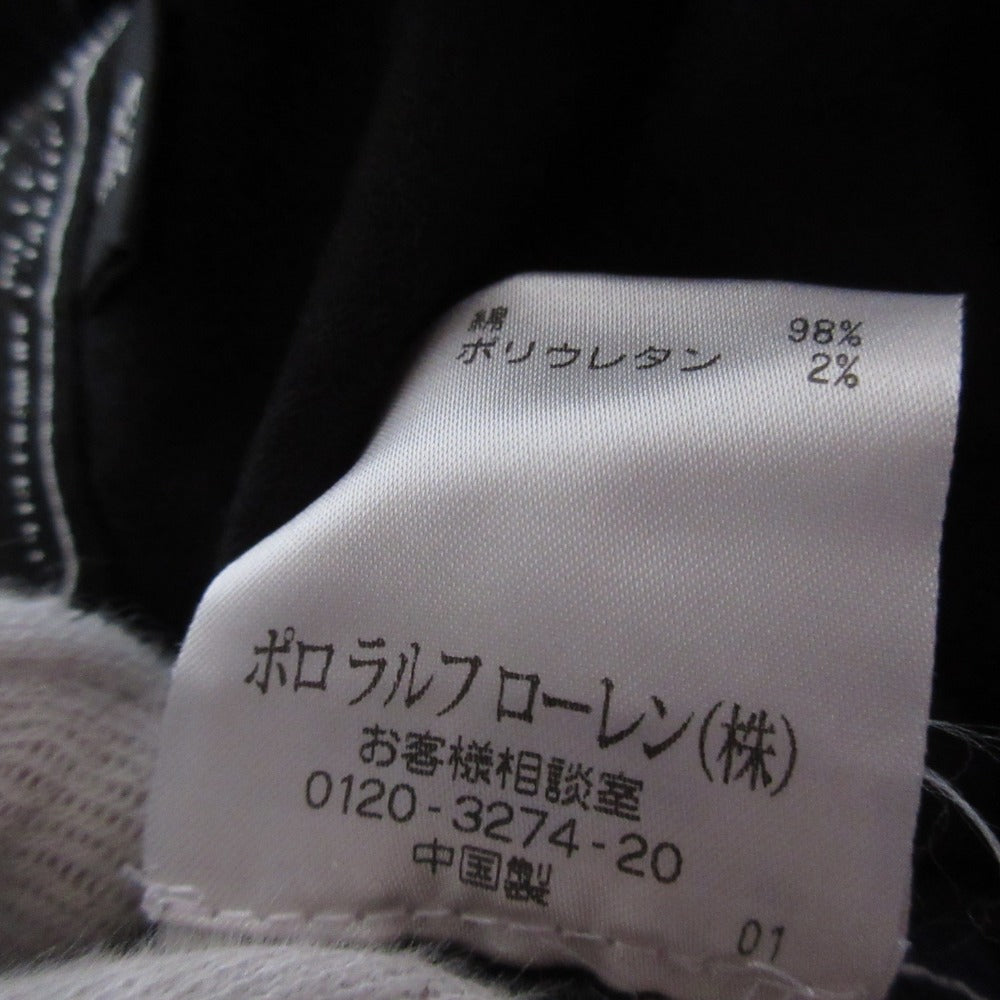 綿 98%
ポリウレタン 2%
ポロ ラルフ ローレン(株)
お客様相談室
0120-3274-20
中国製
01